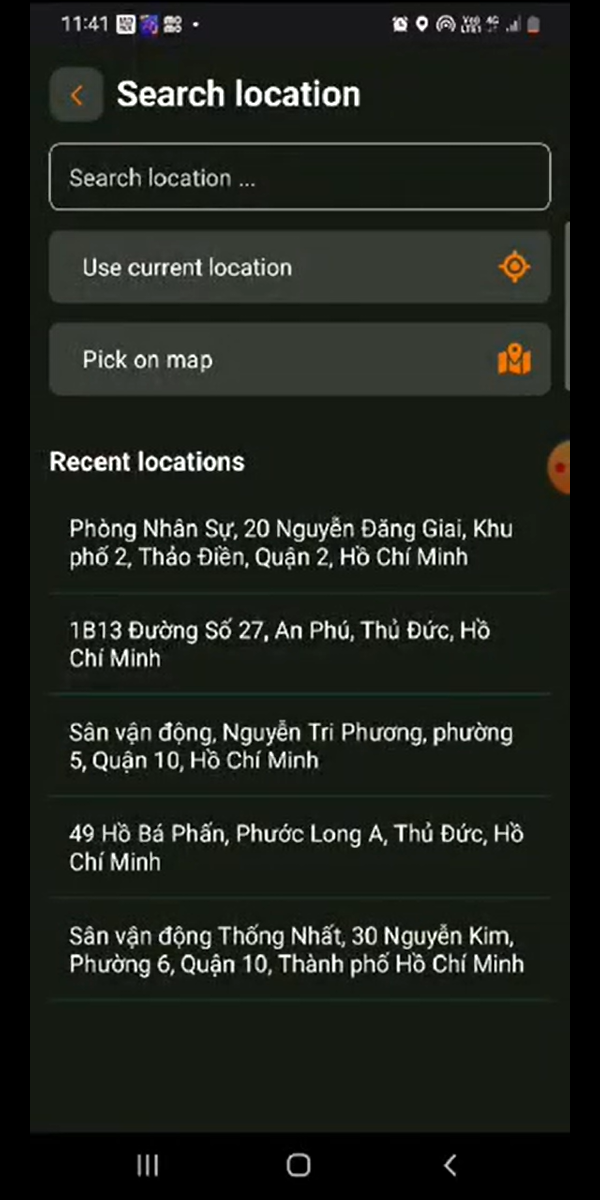 11:41
Search location
Search location ...
Use current location
Pick on map
Recent locations
Phòng Nhân Sự, 20 Nguyễn Đăng Giai, Khu
phố 2, Thảo Điền, Quận 2, Hồ Chí Minh
1B13 Đường Số 27, An Phú, Thủ Đức, Hồ
Chí Minh
Sân vận động, Nguyễn Tri Phương, phường
5, Quận 10, Hồ Chí Minh
49 Hồ Bá Phấn, Phước Long A, Thủ Đức, Hồ
Chí Minh
Sân vận động Thống Nhất, 30 Nguyễn Kim,
Phường 6, Quận 10, Thành phố Hồ Chí Minh